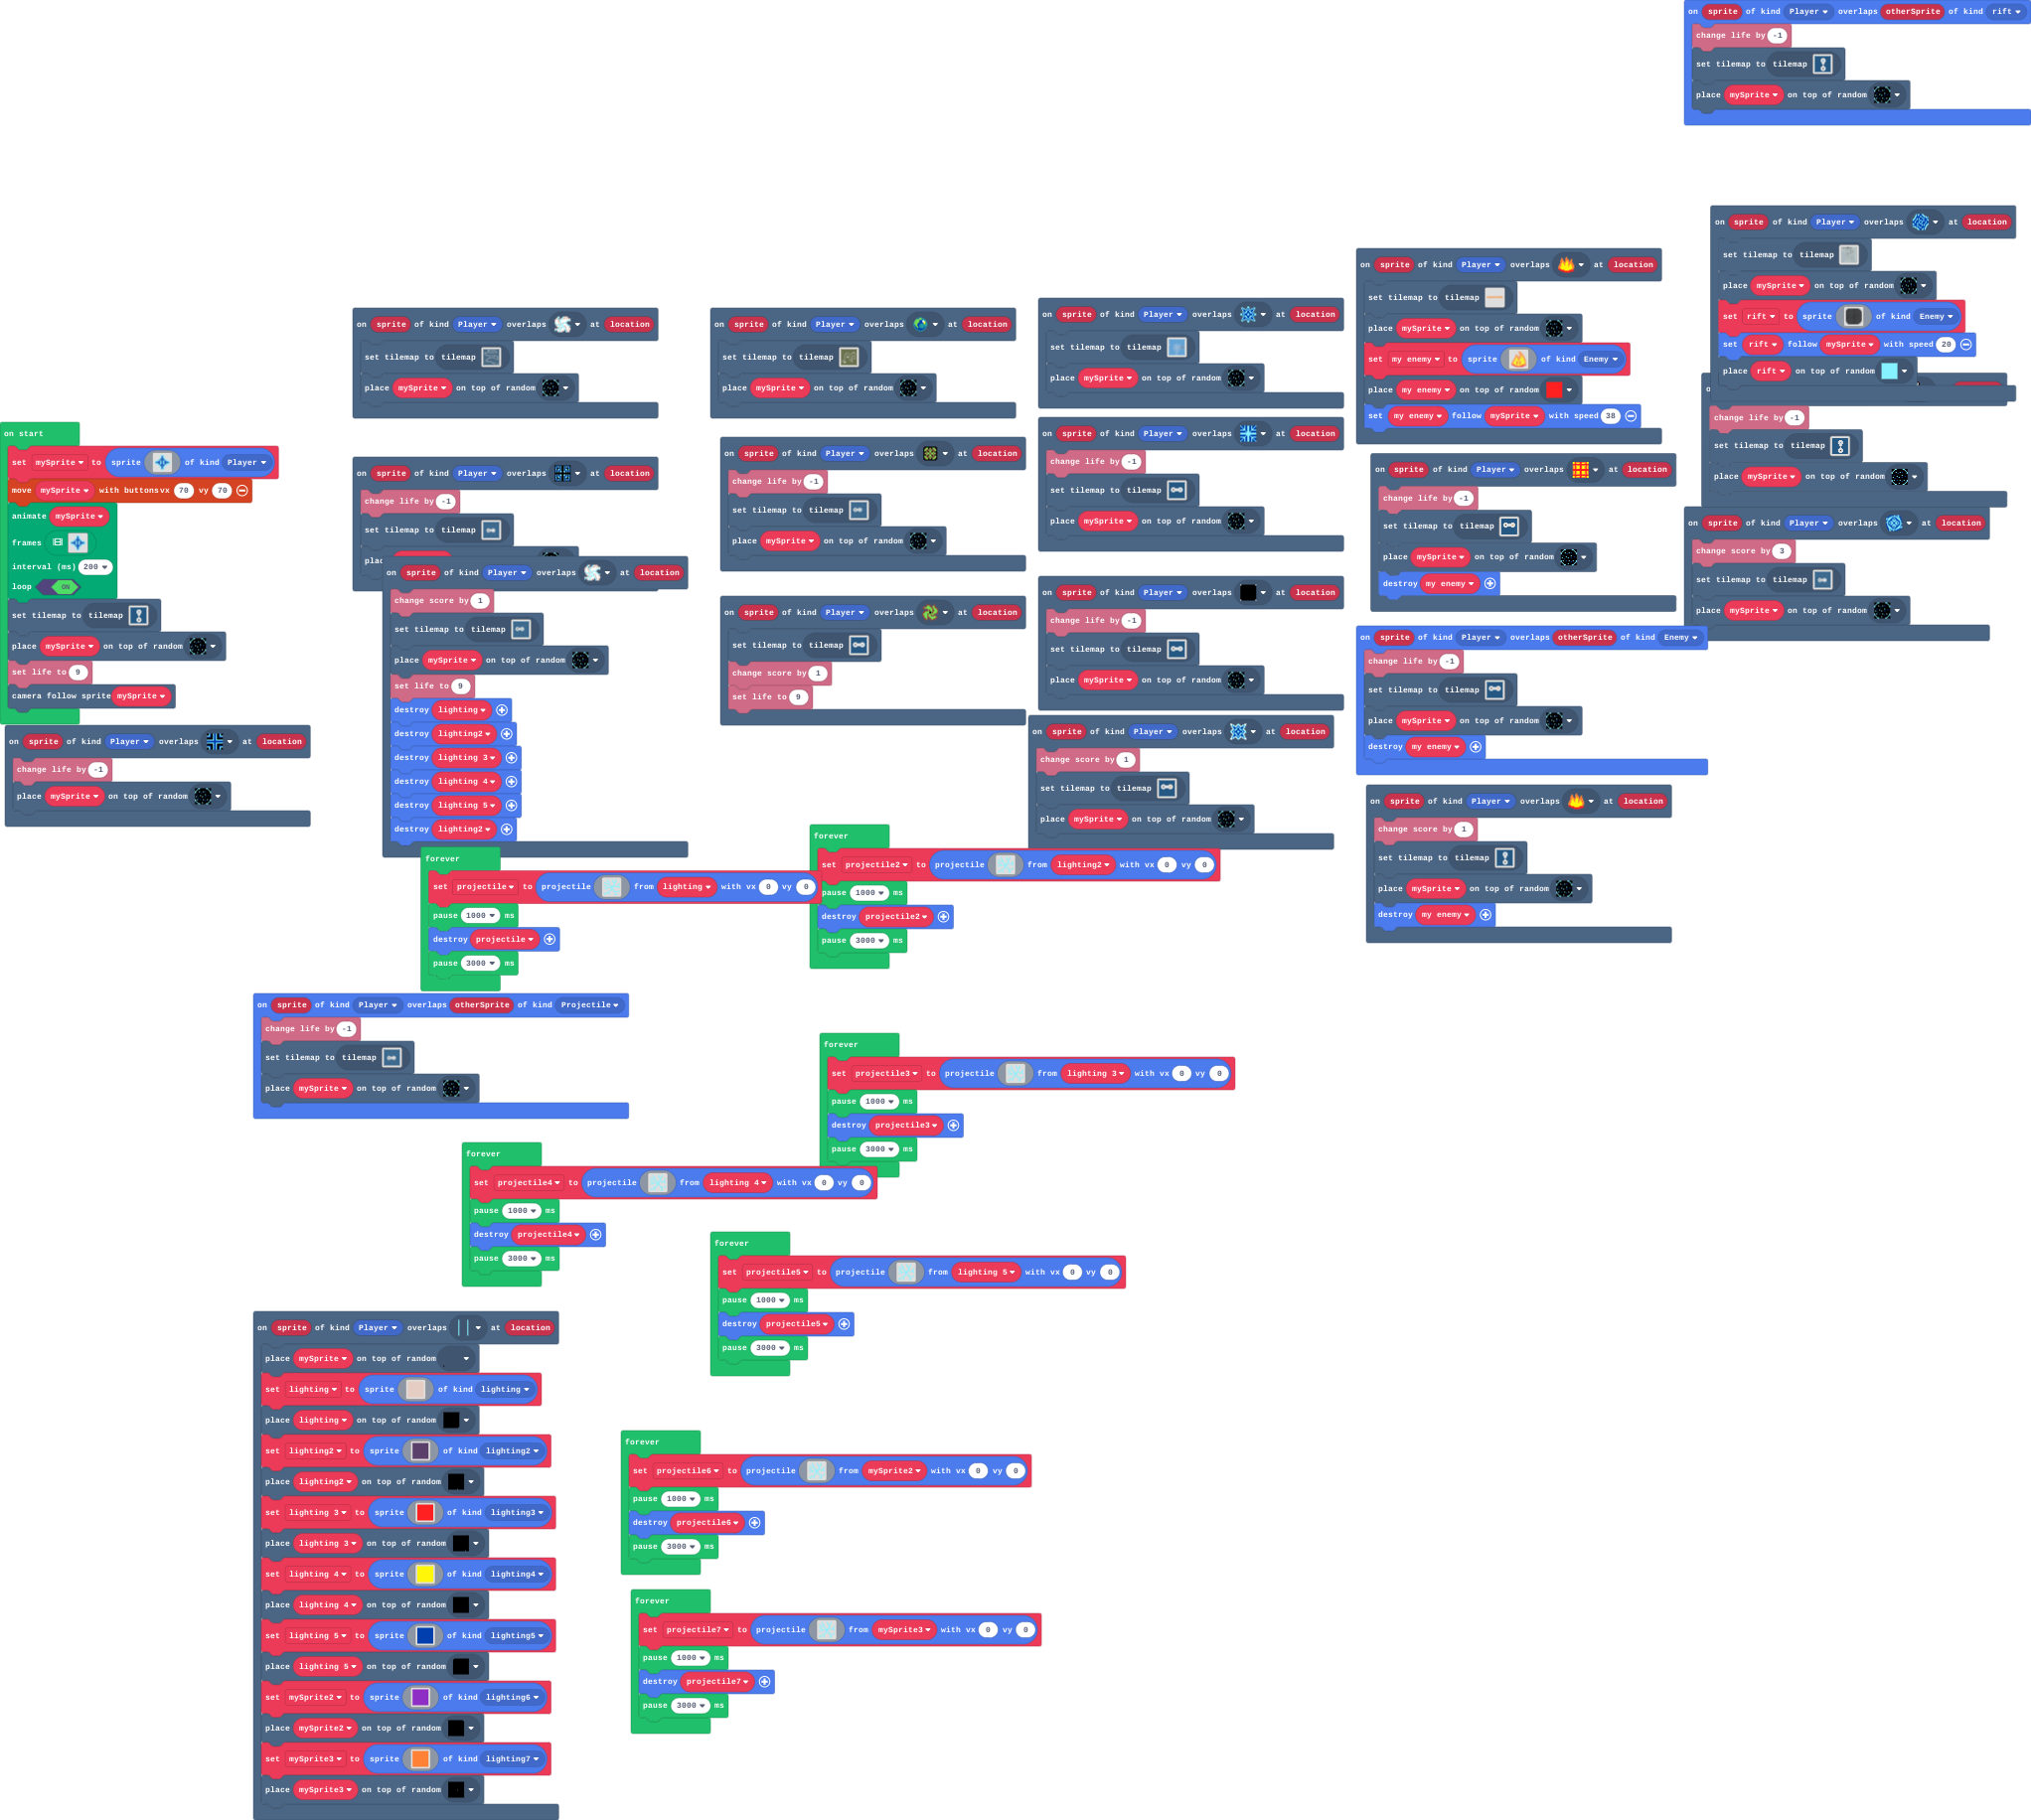 on sprite of kind Player overlaps otherSprite of kind rift
change life by -1
set tilemap to tilemap
place mySprite on top of random
on sprite of kind Player overlaps at location
set tilemap to tilemap
place mySprite on top of random
set rift to sprite of kind Enemy
set rift follow mySprite with speed 20
place rift on top of random
change life by -1
set tilemap to tilemap
place mySprite on top of random
on sprite of kind Player overlaps at location
change score by 3
set tilemap to tilemap
place mySprite on top of random
on sprite of kind Player overlaps at location
set tilemap to tilemap
place mySprite on top of random
set my enemy to sprite of kind Enemy
place my enemy on top of random
set my enemy follow mySprite with speed 38
on sprite of kind Player overlaps at location
change life by -1
set tilemap to tilemap
place mySprite on top of random
destroy my enemy
on sprite of kind Player overlaps otherSprite of kind Enemy
change life by -1
set tilemap to tilemap
place mySprite on top of random
destroy my enemy
on sprite of kind Player overlaps at location
change score by 1
set tilemap to tilemap
place mySprite on top of random
destroy my enemy
on sprite of kind Player overlaps at location
set tilemap to tilemap
place mySprite on top of random
on sprite of kind Player overlaps at location
change life by -1
set tilemap to tilemap
place mySprite on top of random
on sprite of kind Player overlaps at location
change life by -1
set tilemap to tilemap
place mySprite on top of random
on sprite of kind Player overlaps at location
change score by 1
set tilemap to tilemap
place mySprite on top of random
on sprite of kind Player overlaps at location
set tilemap to tilemap
place mySprite on top of random
on sprite of kind Player overlaps at location
change life by -1
set tilemap to tilemap
place mySprite on top of random
on sprite of kind Player overlaps at location
set tilemap to tilemap
change score by 1
set life to 9
on sprite of kind Player overlaps at location
set tilemap to tilemap
place mySprite on top of random
on sprite of kind Player overlaps at location
change life by -1
set tilemap to tilemap
on sprite of kind Player overlaps at location
change score by 1
set tilemap to tilemap
place mySprite on top of random
set life to 9
destroy lighting
destroy lighting2
destroy lighting 3
destroy lighting 4
destroy lighting 5
destroy lighting2
on start
set mySprite to sprite of kind Player
move mySprite with buttons vx 70 vy 70
animate mySprite
frames
interval (ms) 200
loop ON
set tilemap to tilemap
place mySprite on top of random
set life to 9
camera follow sprite mySprite
on sprite of kind Player overlaps at location
change life by -1
place mySprite on top of random
forever
set projectile to projectile from lighting with vx 0 vy 0
pause 1000 ms
destroy projectile
pause 3000 ms
forever
set projectile2 to projectile from lighting2 with vx 0 vy 0
pause 1000 ms
destroy projectile2
pause 3000 ms
on sprite of kind Player overlaps otherSprite of kind Projectile
change life by -1
set tilemap to tilemap
place mySprite on top of random
forever
set projectile3 to projectile from lighting 3 with vx 0 vy 0
pause 1000 ms
destroy projectile3
pause 3000 ms
forever
set projectile4 to projectile from lighting 4 with vx 0 vy 0
pause 1000 ms
destroy projectile4
pause 3000 ms
forever
set projectile5 to projectile from lighting 5 with vx 0 vy 0
pause 1000 ms
destroy projectile5
pause 3000 ms
on sprite of kind Player overlaps at location
place mySprite on top of random
set lighting to sprite of kind lighting
place lighting on top of random
set lighting2 to sprite of kind lighting2
place lighting2 on top of random
set lighting 3 to sprite of kind lighting3
place lighting 3 on top of random
set lighting 4 to sprite of kind lighting4
place lighting 4 on top of random
set lighting 5 to sprite of kind lighting5
place lighting 5 on top of random
set mySprite2 to sprite of kind lighting6
place mySprite2 on top of random
set mySprite3 to sprite of kind lighting7
place mySprite3 on top of random
forever
set projectile6 to projectile from mySprite2 with vx 0 vy 0
pause 1000 ms
destroy projectile6
pause 3000 ms
forever
set projectile7 to projectile from mySprite3 with vx 0 vy 0
pause 1000 ms
destroy projectile7
pause 3000 ms